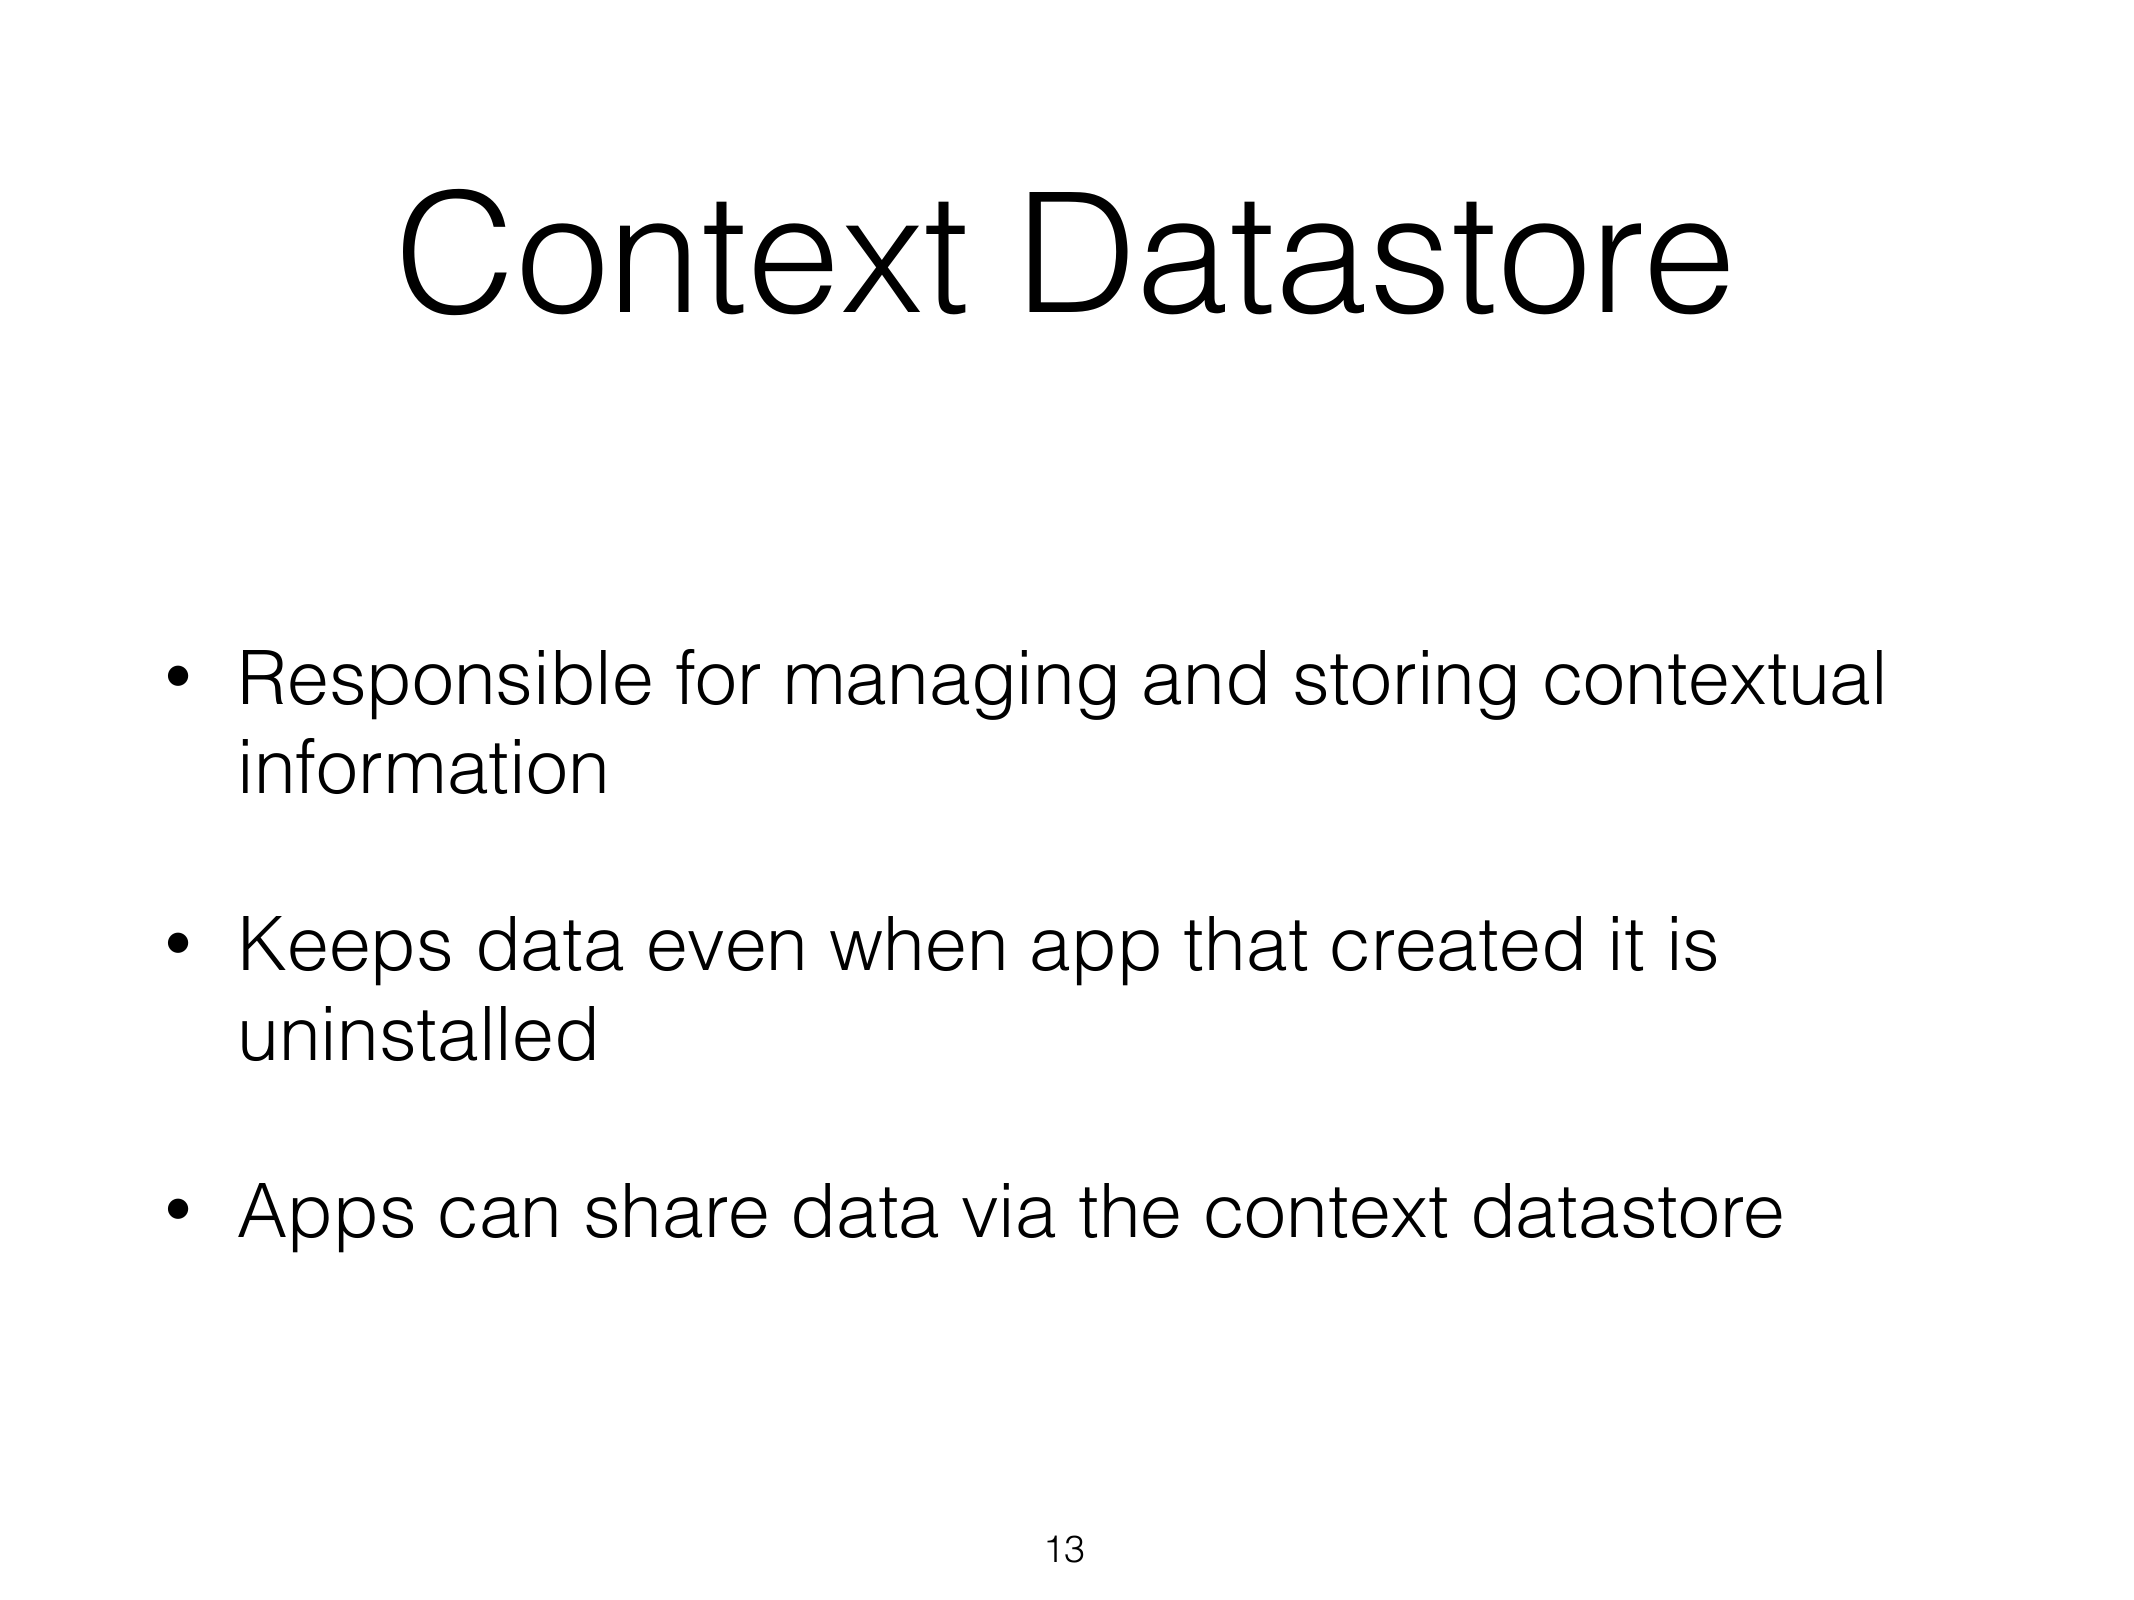 Context Datastore
• Responsible for managing and storing contextual
information
• Keeps data even when app that created it is
uninstalled
• Apps can share data via the context datastore
13